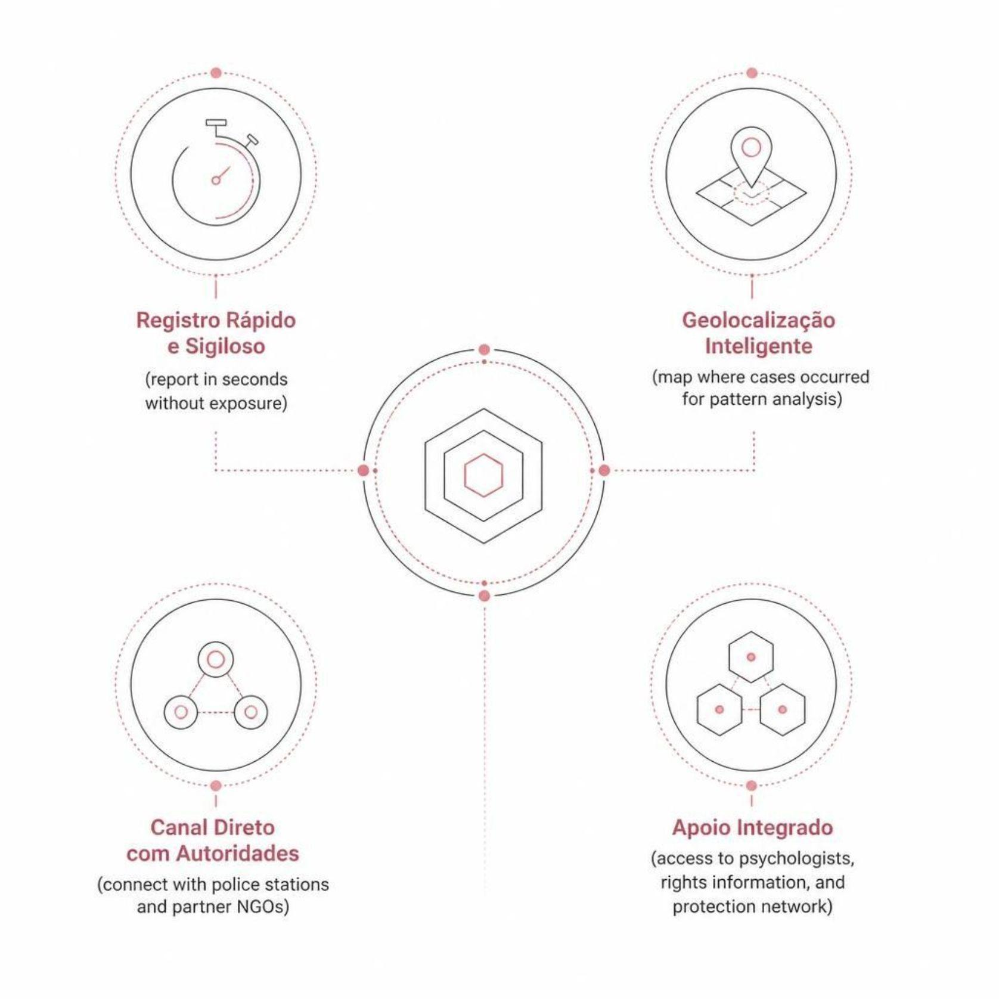 Registro Rápido
e Sigiloso
(report in seconds
without exposure)
Geolocalização
Inteligente
(map where cases occurred
for pattern analysis)
Canal Direto
com Autoridades
(connect with police stations
and partner NGOs)
Apoio Integrado
(access to psychologists,
rights information, and
protection network)